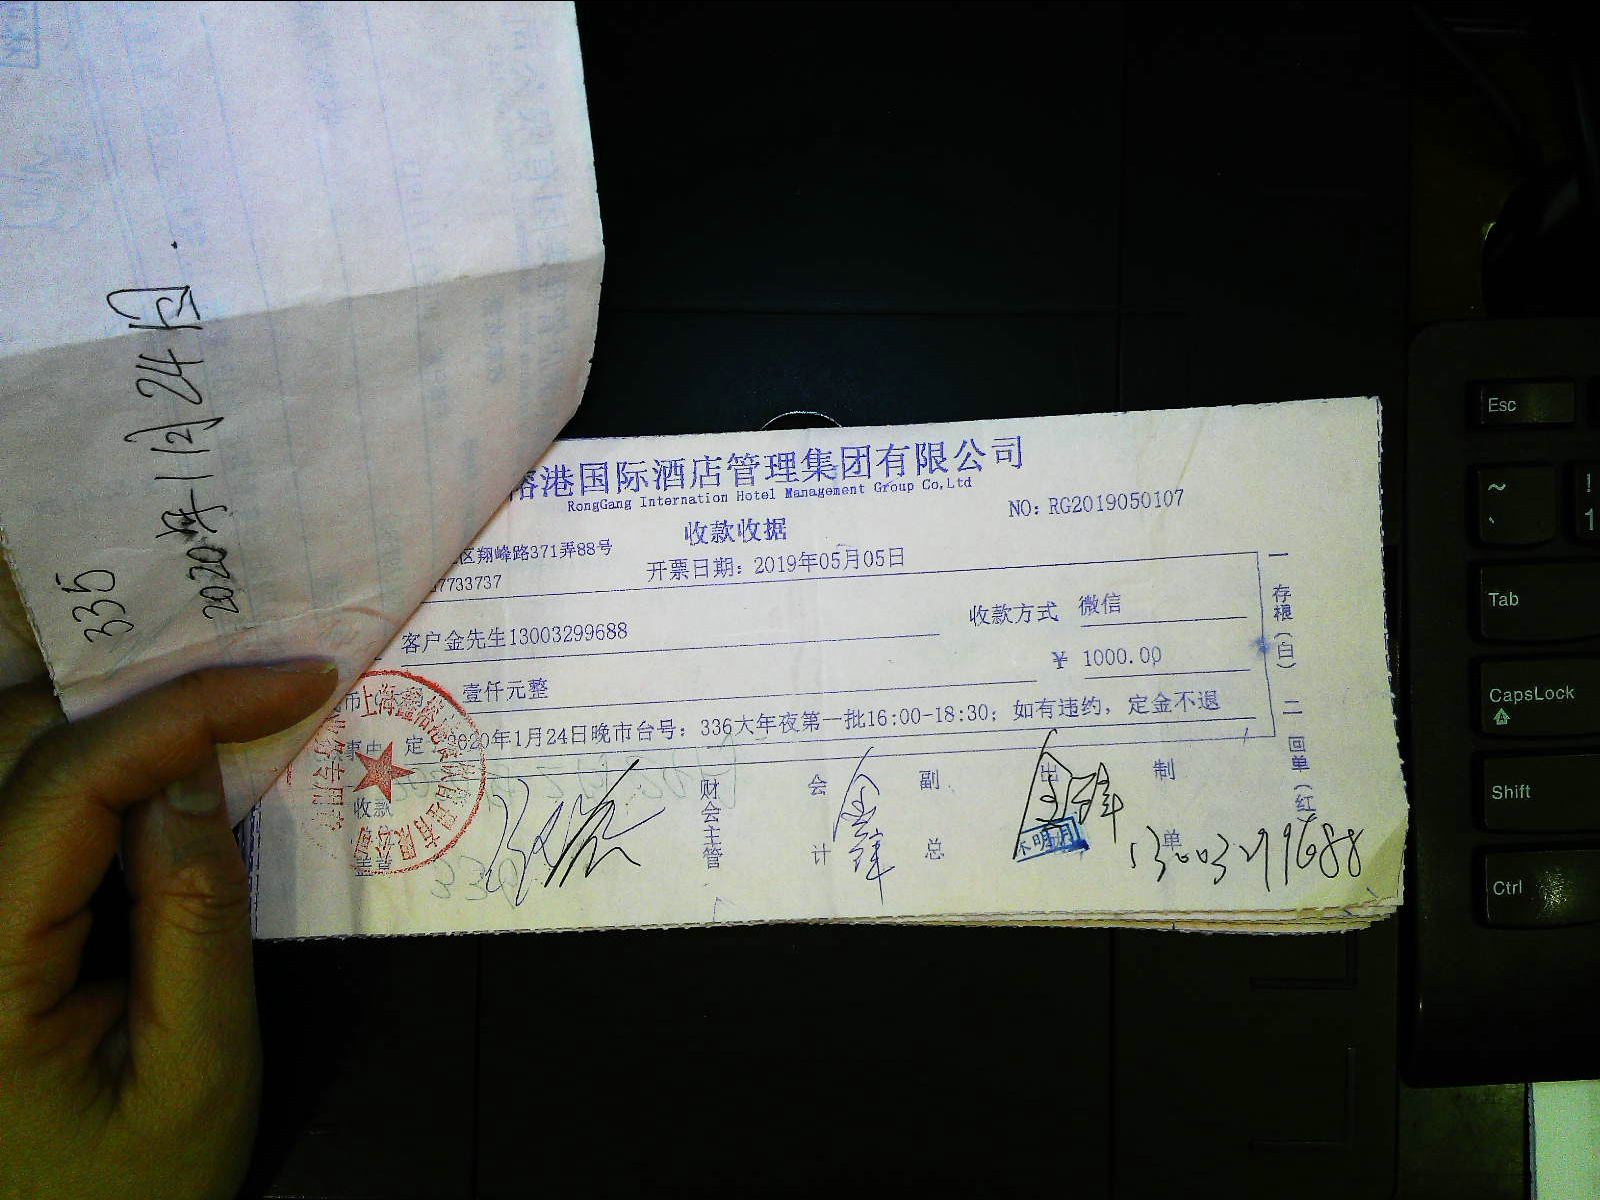 335
2020年1月24日.
港国际酒店管理集团有限公司
RongGang Internation Hotel Management Group Co,Ltd
收款收据
NO: RG2019050107
区翔峰路371弄88号
7733737
开票日期: 2019年05月05日
客户金先生13003299688
收款方式 微信
壹仟元整
¥ 1000.00
事由 定 2020年1月24日晚市台号: 336大年夜第一批16:00-18:30; 如有违约, 定金不退
收款
财会主管
会计
副总
出
制单
13003299688
一 存根(白) 二 回单(红)
Esc
~
!
1
Tab
CapsLock
Shift
Ctrl